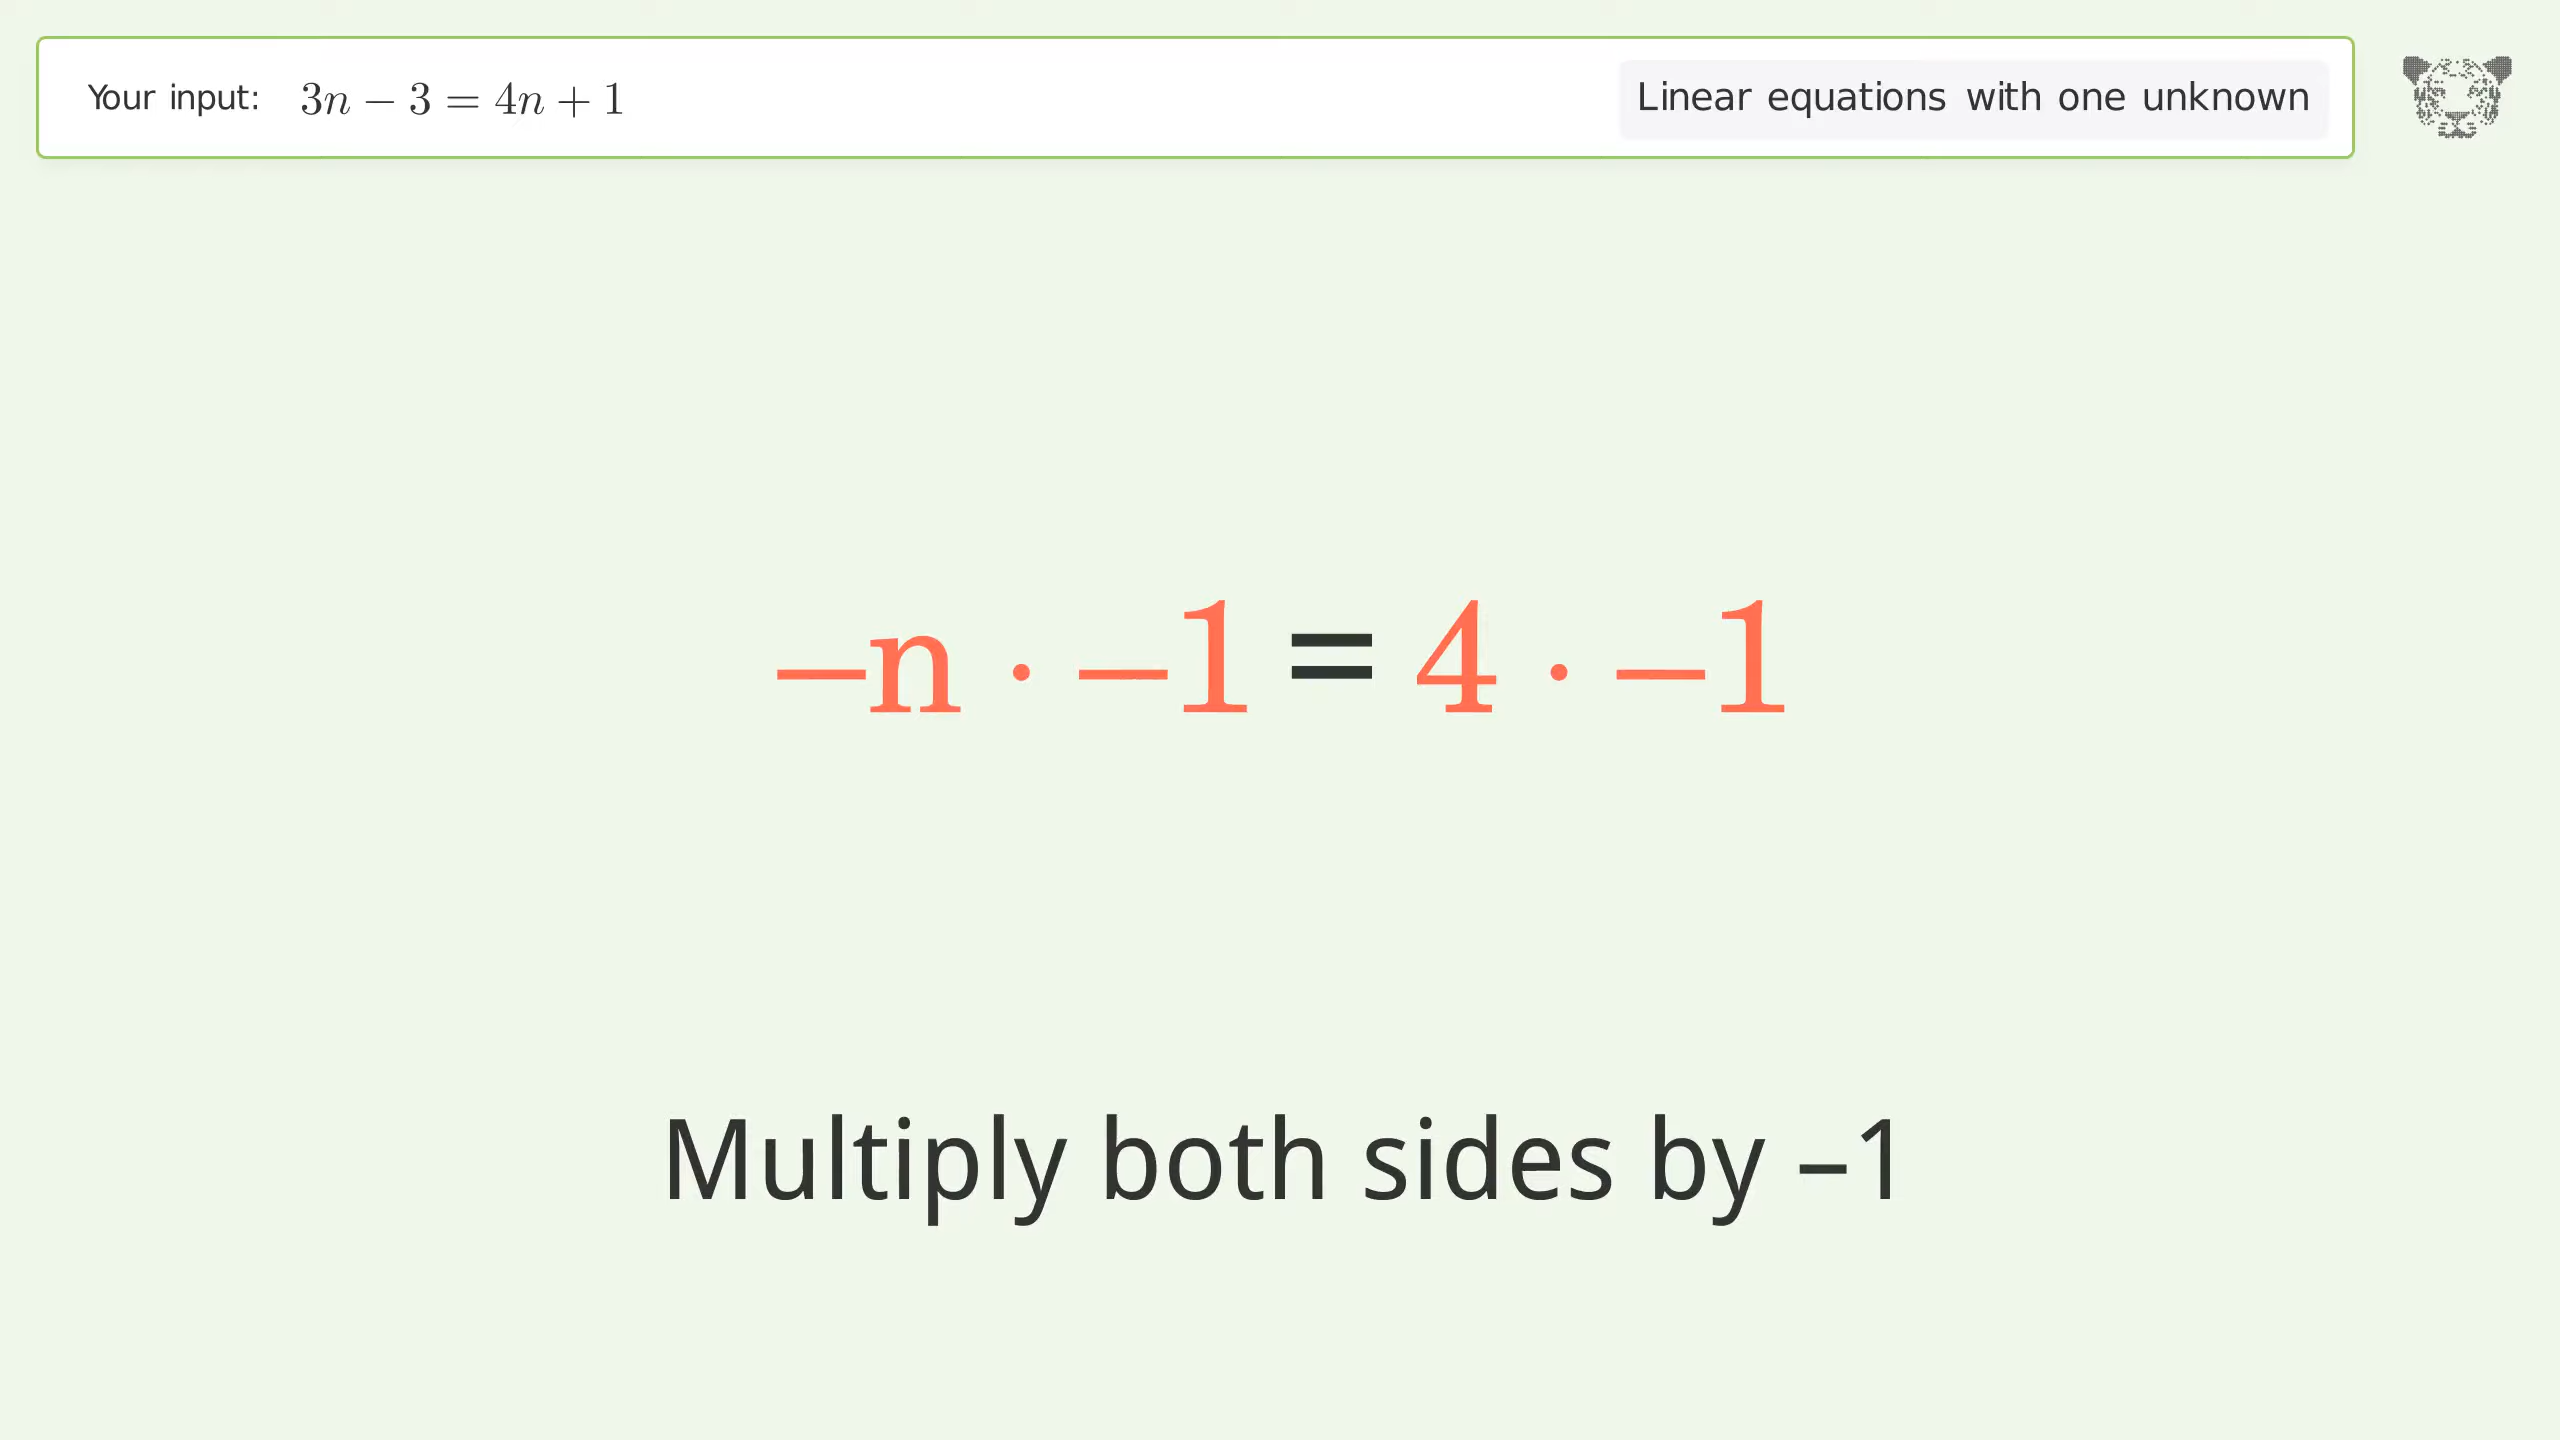 Your input: 3n − 3 = 4n + 1
Linear equations with one unknown
–n · –1 = 4 · –1
Multiply both sides by –1